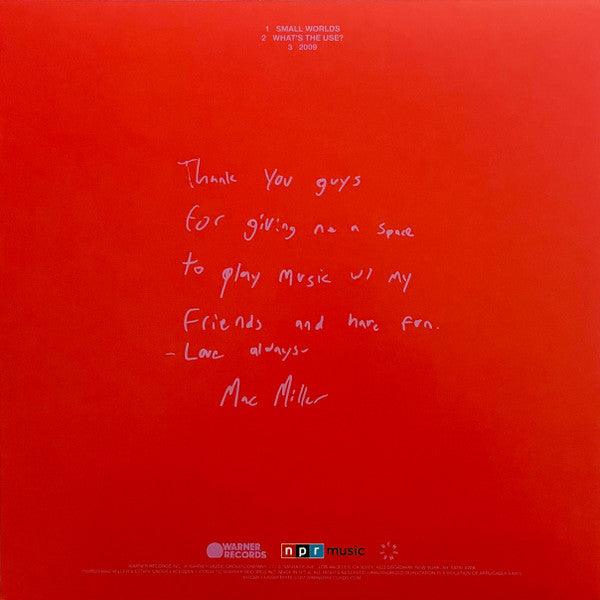 1 SMALL WORLDS
2 WHAT'S THE USE?
3 2009
Thank You guys
for giving me a space
to play music w/ my
Friends and have fun.
- Love always-
Mac Miller
WARNER RECORDS
npr music